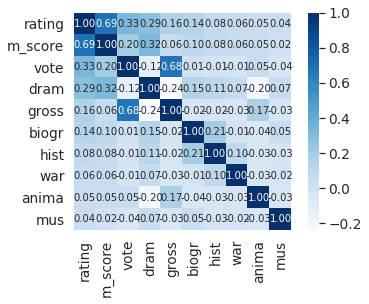 rating 1.00 0.69 0.33 0.29 0.16 0.14 0.08 0.06 0.05 0.04
m_score 0.69 1.00 0.20 0.32 0.06 0.10 0.08 0.06 0.05 0.02
vote 0.33 0.20 1.00 -0.12 0.68 0.01 -0.01 -0.01 0.05 -0.04
dram 0.29 0.32 -0.12 1.00 -0.24 0.15 0.11 0.07 -0.20 0.07
gross 0.16 0.06 0.68 -0.24 1.00 -0.02 -0.02 -0.03 0.17 -0.03
biogr 0.14 0.10 0.01 0.15 -0.02 1.00 0.21 -0.01 -0.04 0.05
hist 0.08 0.08 -0.01 0.11 -0.02 0.21 1.00 0.10 -0.03 -0.03
war 0.06 0.06 -0.01 0.07 -0.03 -0.01 0.10 1.00 -0.03 -0.02
anima 0.05 0.05 0.05 -0.20 0.17 -0.04 -0.03 -0.03 1.00 -0.03
mus 0.04 0.02 -0.04 0.07 -0.03 0.05 -0.03 -0.02 -0.03 1.00
rating m_score vote dram gross biogr hist war anima mus
1.0
0.8
0.6
0.4
0.2
0.0
−0.2